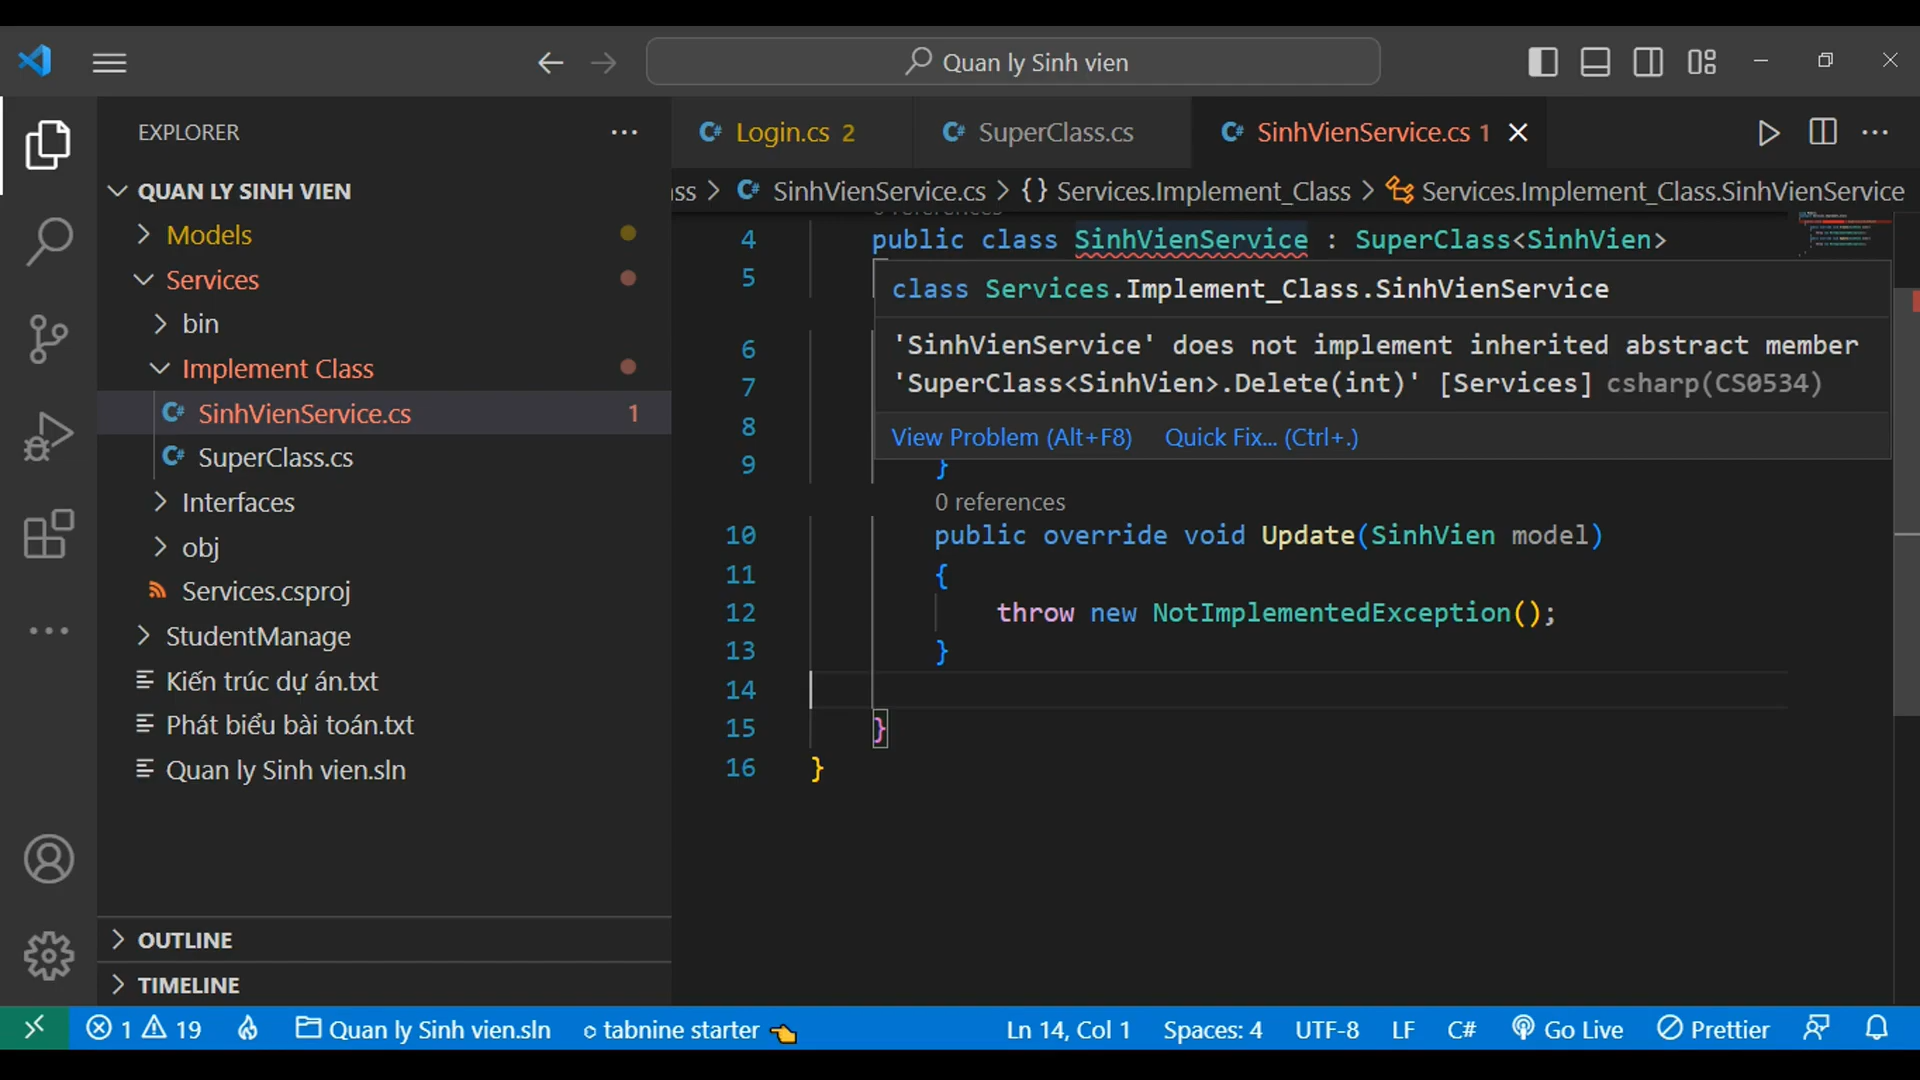 Quan ly Sinh vien
EXPLORER
QUAN LY SINH VIEN
Models
Services
bin
Implement Class
SinhVienService.cs 1
SuperClass.cs
Interfaces
obj
Services.csproj
StudentManage
Kiến trúc dự án.txt
Phát biểu bài toán.txt
Quan ly Sinh vien.sln
OUTLINE
TIMELINE
Login.cs 2
SuperClass.cs
SinhVienService.cs 1
ss > SinhVienService.cs > {} Services.Implement_Class > Services.Implement_Class.SinhVienService
4 public class SinhVienService : SuperClass<SinhVien>
5
class Services.Implement_Class.SinhVienService
'SinhVienService' does not implement inherited abstract member
6
'SuperClass<SinhVien>.Delete(int)' [Services] csharp(CS0534)
7
8 View Problem (Alt+F8) Quick Fix... (Ctrl+.)
9 }
0 references
10 public override void Update(SinhVien model)
11 {
12 throw new NotImplementedException();
13 }
14
15 }
16 }
1 19 Quan ly Sinh vien.sln tabnine starter Ln 14, Col 1 Spaces: 4 UTF-8 LF C# Go Live Prettier